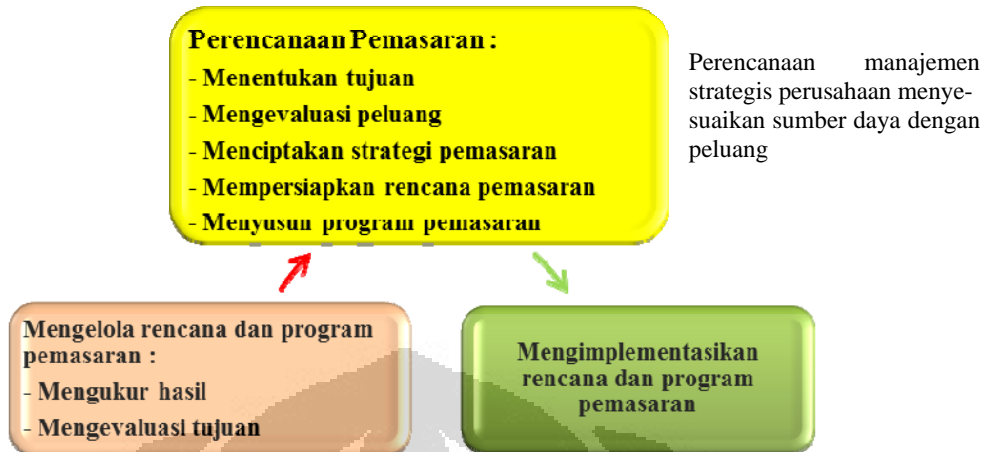 Perencanaan Pemasaran :
- Menentukan tujuan
- Mengevaluasi peluang
- Menciptakan strategi pemasaran
- Mempersiapkan rencana pemasaran
- Menyusun program pemasaran
Perencanaan manajemen
strategis perusahaan menye-
suaikan sumber daya dengan
peluang
Mengelola rencana dan program
pemasaran :
- Mengukur hasil
- Mengevaluasi tujuan
Mengimplementasikan
rencana dan program
pemasaran